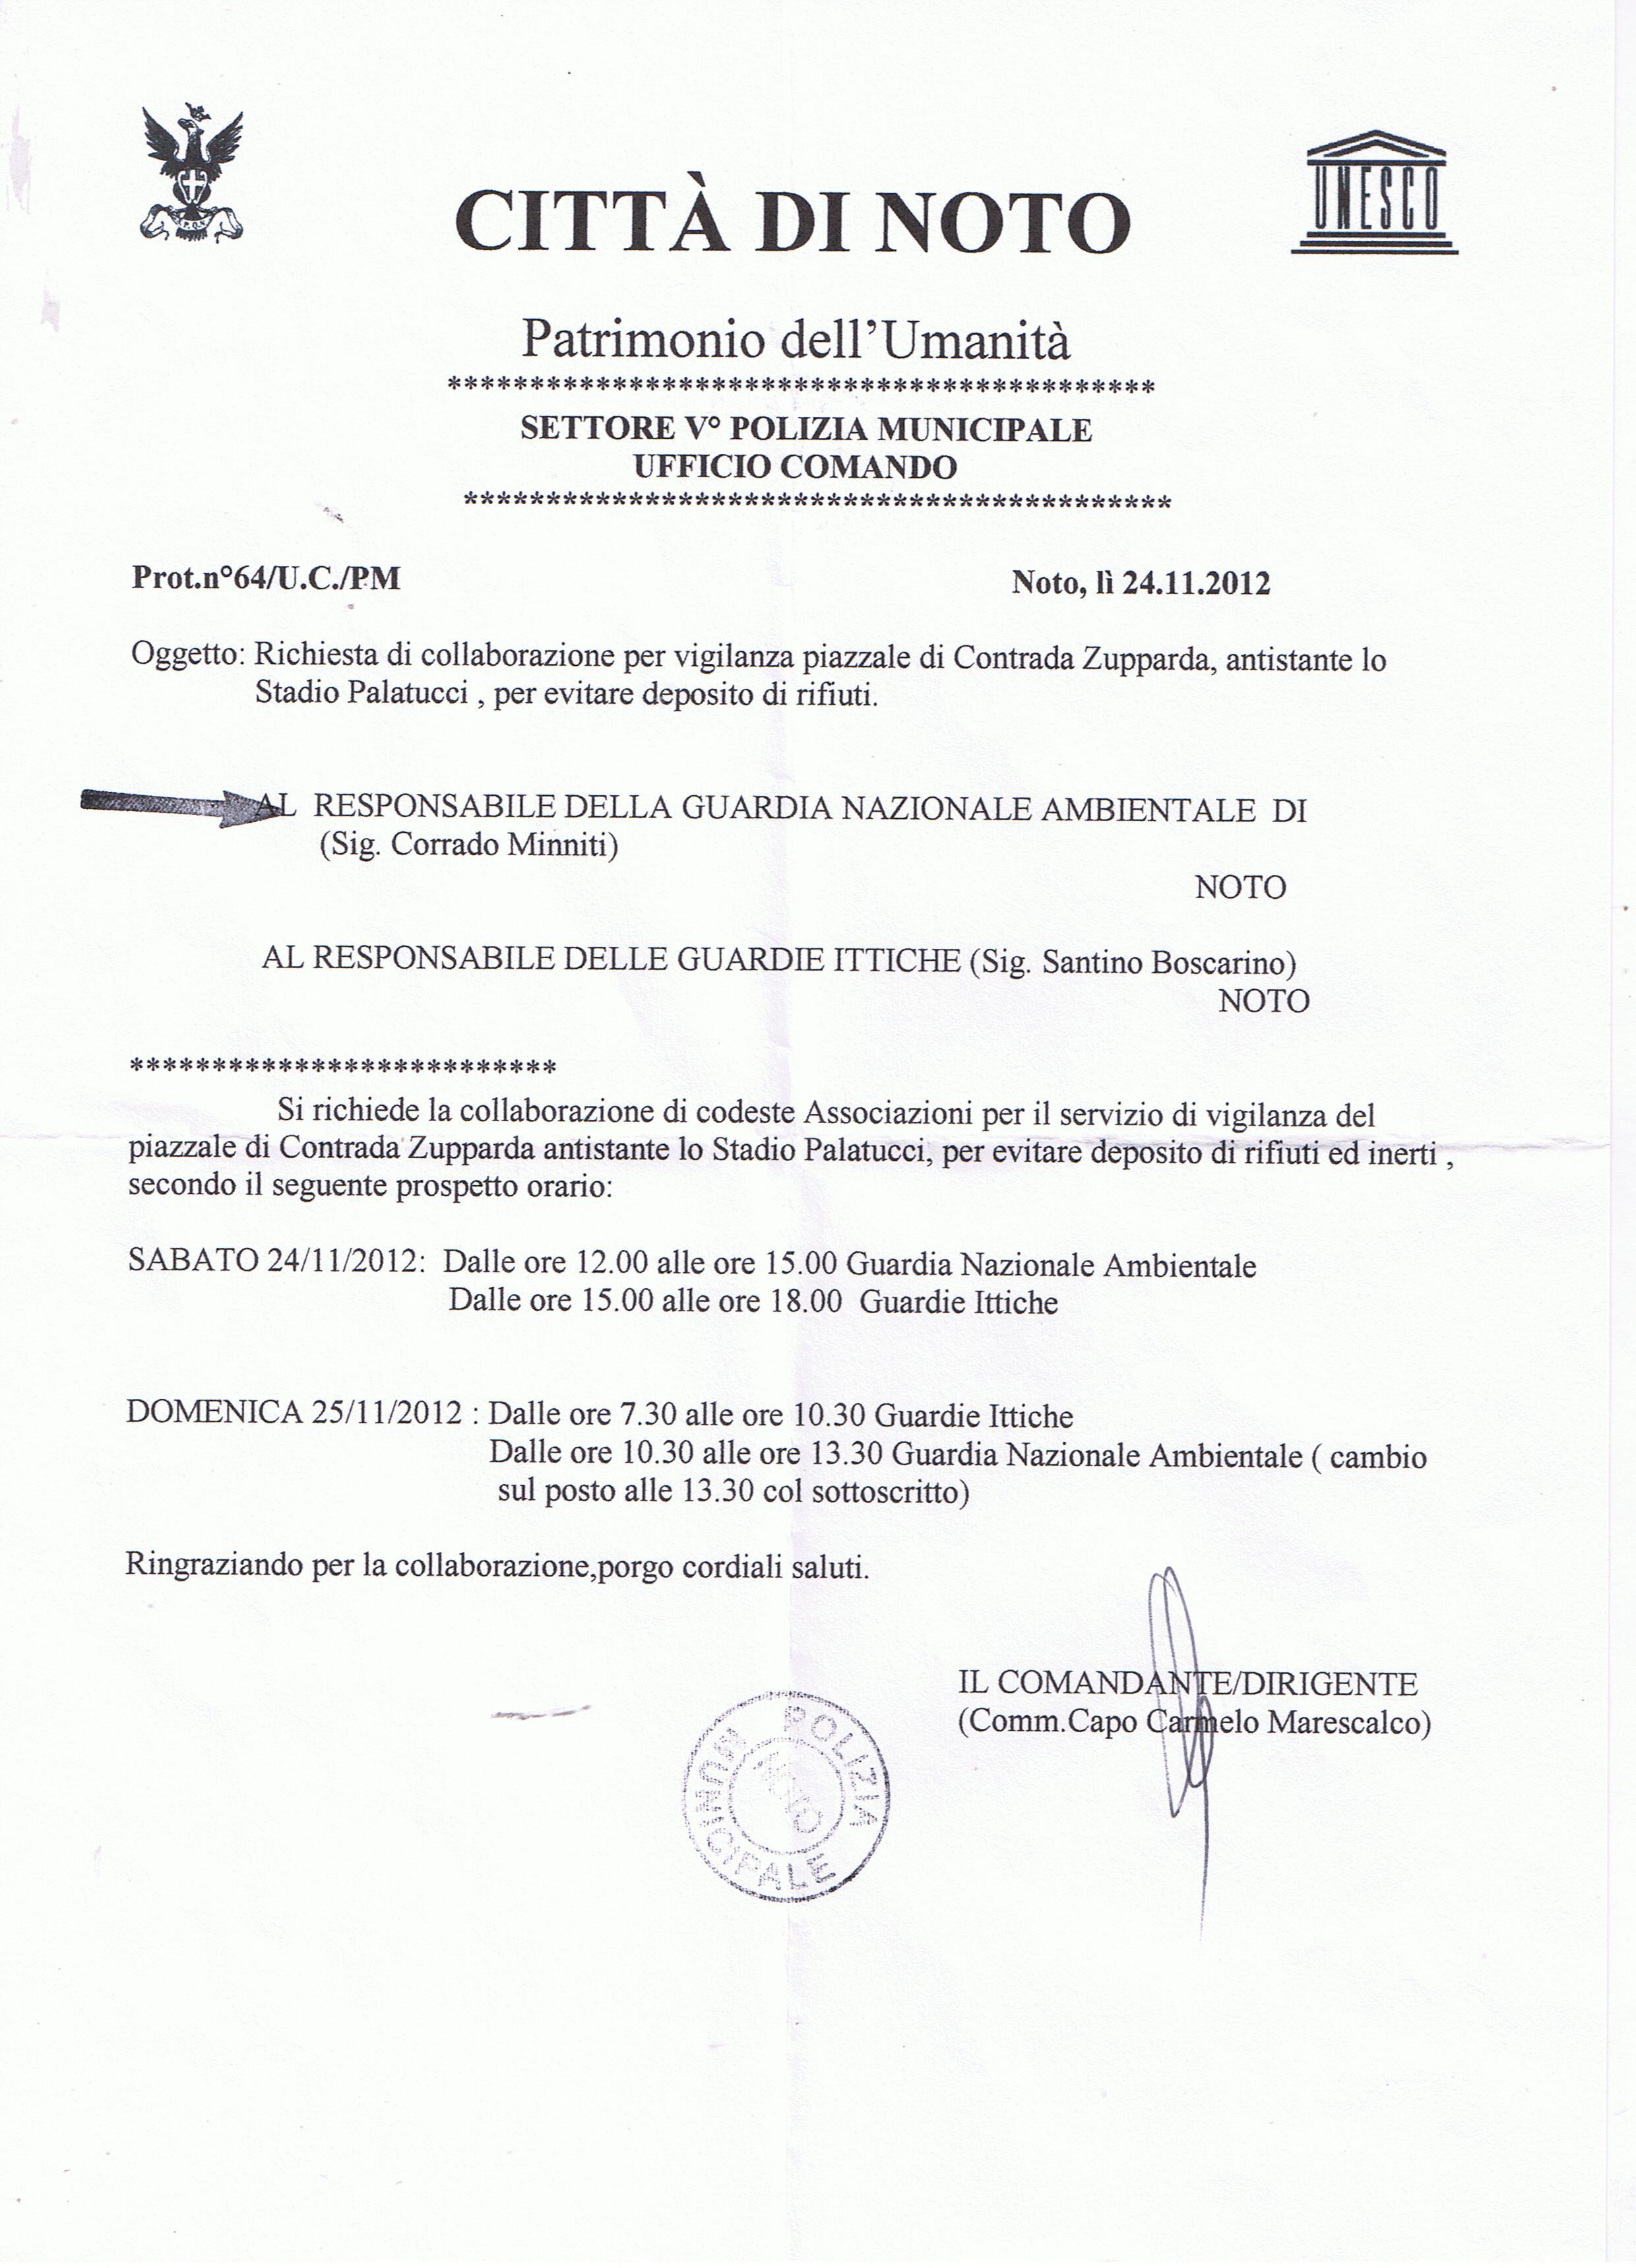 UNESCO
CITTÀ DI NOTO
Patrimonio dell’Umanità
*******************************************
SETTORE V° POLIZIA MUNICIPALE
UFFICIO COMANDO
*******************************************
Prot.n°64/U.C./PM Noto, lì 24.11.2012
Oggetto: Richiesta di collaborazione per vigilanza piazzale di Contrada Zupparda, antistante lo
Stadio Palatucci , per evitare deposito di rifiuti.
AL RESPONSABILE DELLA GUARDIA NAZIONALE AMBIENTALE DI
(Sig. Corrado Minniti)
NOTO
AL RESPONSABILE DELLE GUARDIE ITTICHE (Sig. Santino Boscarino)
NOTO
**************************
Si richiede la collaborazione di codeste Associazioni per il servizio di vigilanza del
piazzale di Contrada Zupparda antistante lo Stadio Palatucci, per evitare deposito di rifiuti ed inerti ,
secondo il seguente prospetto orario:
SABATO 24/11/2012: Dalle ore 12.00 alle ore 15.00 Guardia Nazionale Ambientale
Dalle ore 15.00 alle ore 18.00 Guardie Ittiche
DOMENICA 25/11/2012 : Dalle ore 7.30 alle ore 10.30 Guardie Ittiche
Dalle ore 10.30 alle ore 13.30 Guardia Nazionale Ambientale ( cambio
sul posto alle 13.30 col sottoscritto)
Ringraziando per la collaborazione,porgo cordiali saluti.
IL COMANDANTE/DIRIGENTE
(Comm.Capo Carmelo Marescalco)
POLIZIA MUNICIPALE